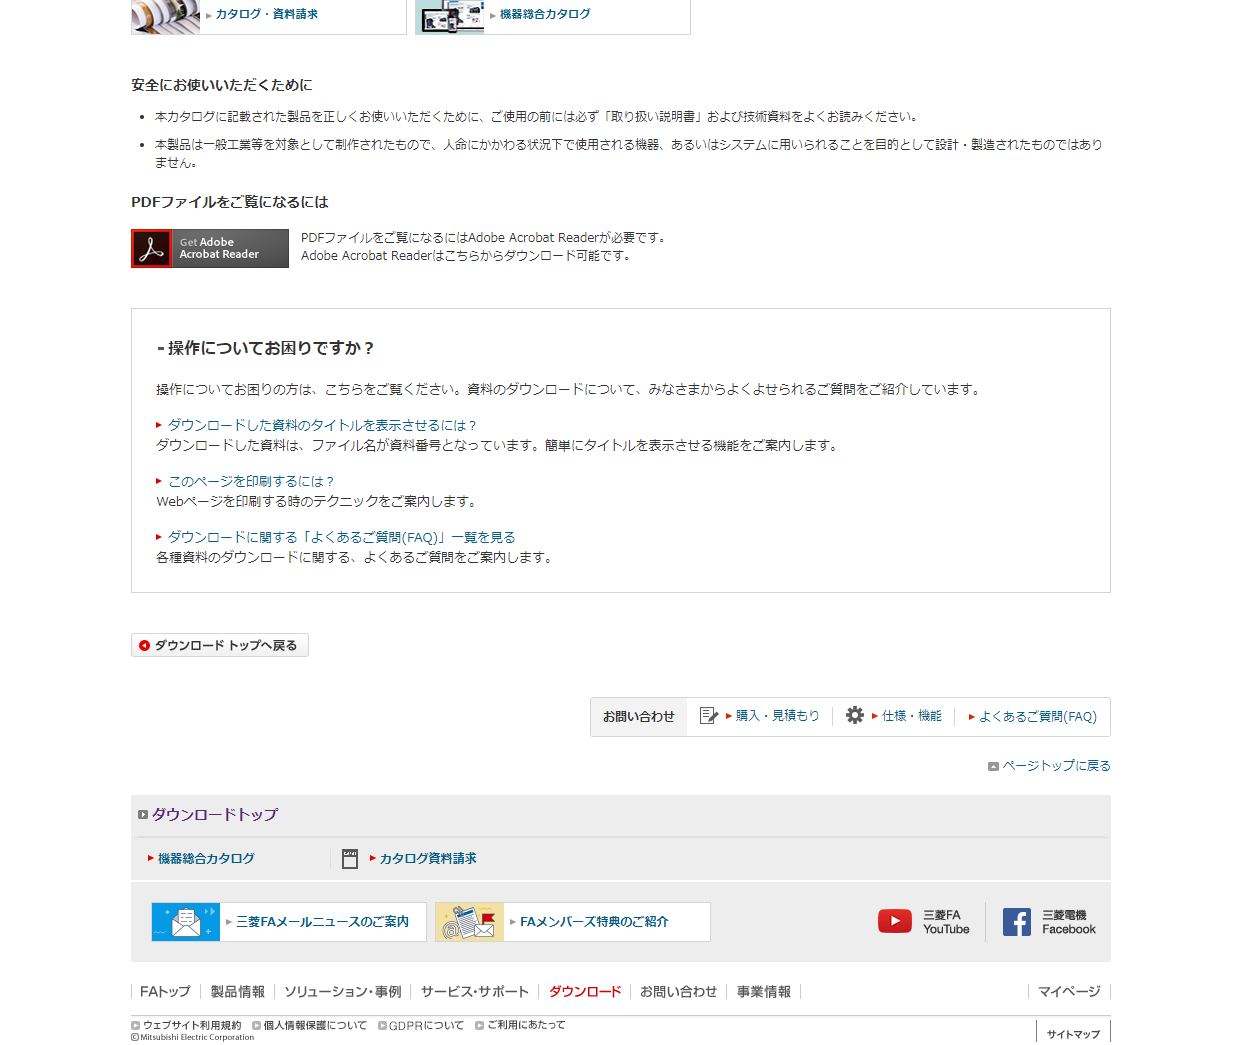 カタログ・資料請求
機器総合カタログ
安全にお使いいただくために
本カタログに記載された製品を正しくお使いいただくために、ご使用の前には必ず「取り扱い説明書」および技術資料をよくお読みください。
本製品は一般工業等を対象として制作されたもので、人命にかかわる状況下で使用される機器、あるいはシステムに用いられることを目的として設計・製造されたものではあり
ません。
PDFファイルをご覧になるには
Get Adobe
Acrobat Reader
PDFファイルをご覧になるにはAdobe Acrobat Readerが必要です。
Adobe Acrobat Readerはこちらからダウンロード可能です。
- 操作についてお困りですか？
操作についてお困りの方は、こちらをご覧ください。資料のダウンロードについて、みなさまからよくよせられるご質問をご紹介しています。
ダウンロードした資料のタイトルを表示させるには？
ダウンロードした資料は、ファイル名が資料番号となっています。簡単にタイトルを表示させる機能をご案内します。
このページを印刷するには？
Webページを印刷する時のテクニックをご案内します。
ダウンロードに関する「よくあるご質問(FAQ)」一覧を見る
各種資料のダウンロードに関する、よくあるご質問をご案内します。
ダウンロード トップへ戻る
お問い合わせ
購入・見積もり
仕様・機能
よくあるご質問(FAQ)
ページトップに戻る
ダウンロードトップ
機器総合カタログ
カタログ資料請求
三菱FAメールニュースのご案内
FAメンバーズ特典のご紹介
三菱FA
YouTube
三菱電機
Facebook
FAトップ
製品情報
ソリューション・事例
サービス・サポート
ダウンロード
お問い合わせ
事業情報
マイページ
ウェブサイト利用規約
個人情報保護について
GDPRについて
ご利用にあたって
サイトマップ
© Mitsubishi Electric Corporation